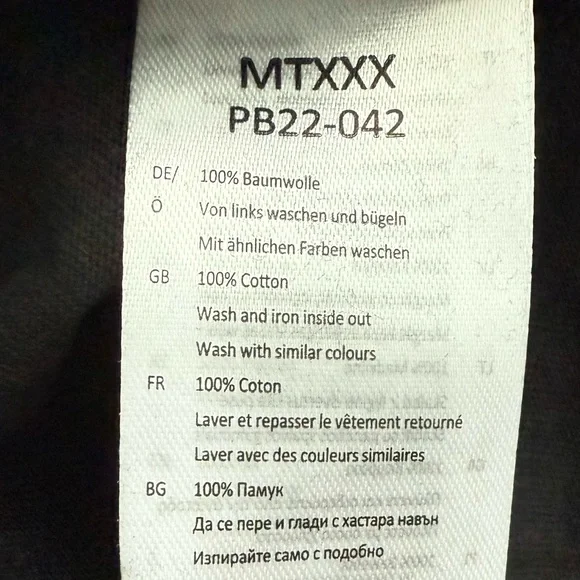 MTXXX
PB22-042
DE/ 100% Baumwolle
Ö Von links waschen und bügeln
Mit ähnlichen Farben waschen
GB 100% Cotton
Wash and iron inside out
Wash with similar colours
FR 100% Coton
Laver et repasser le vêtement retourné
Laver avec des couleurs similaires
BG 100% Памук
Да се пере и глади с хастара навън
Изпирайте само с подобно